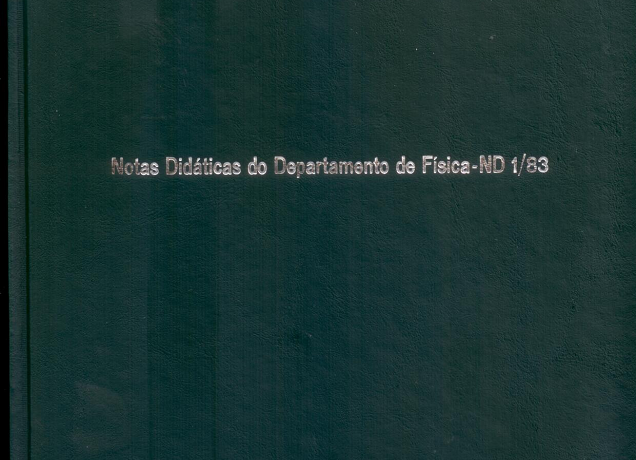 Notas Didáticas do Departamento de Física-ND 1/83